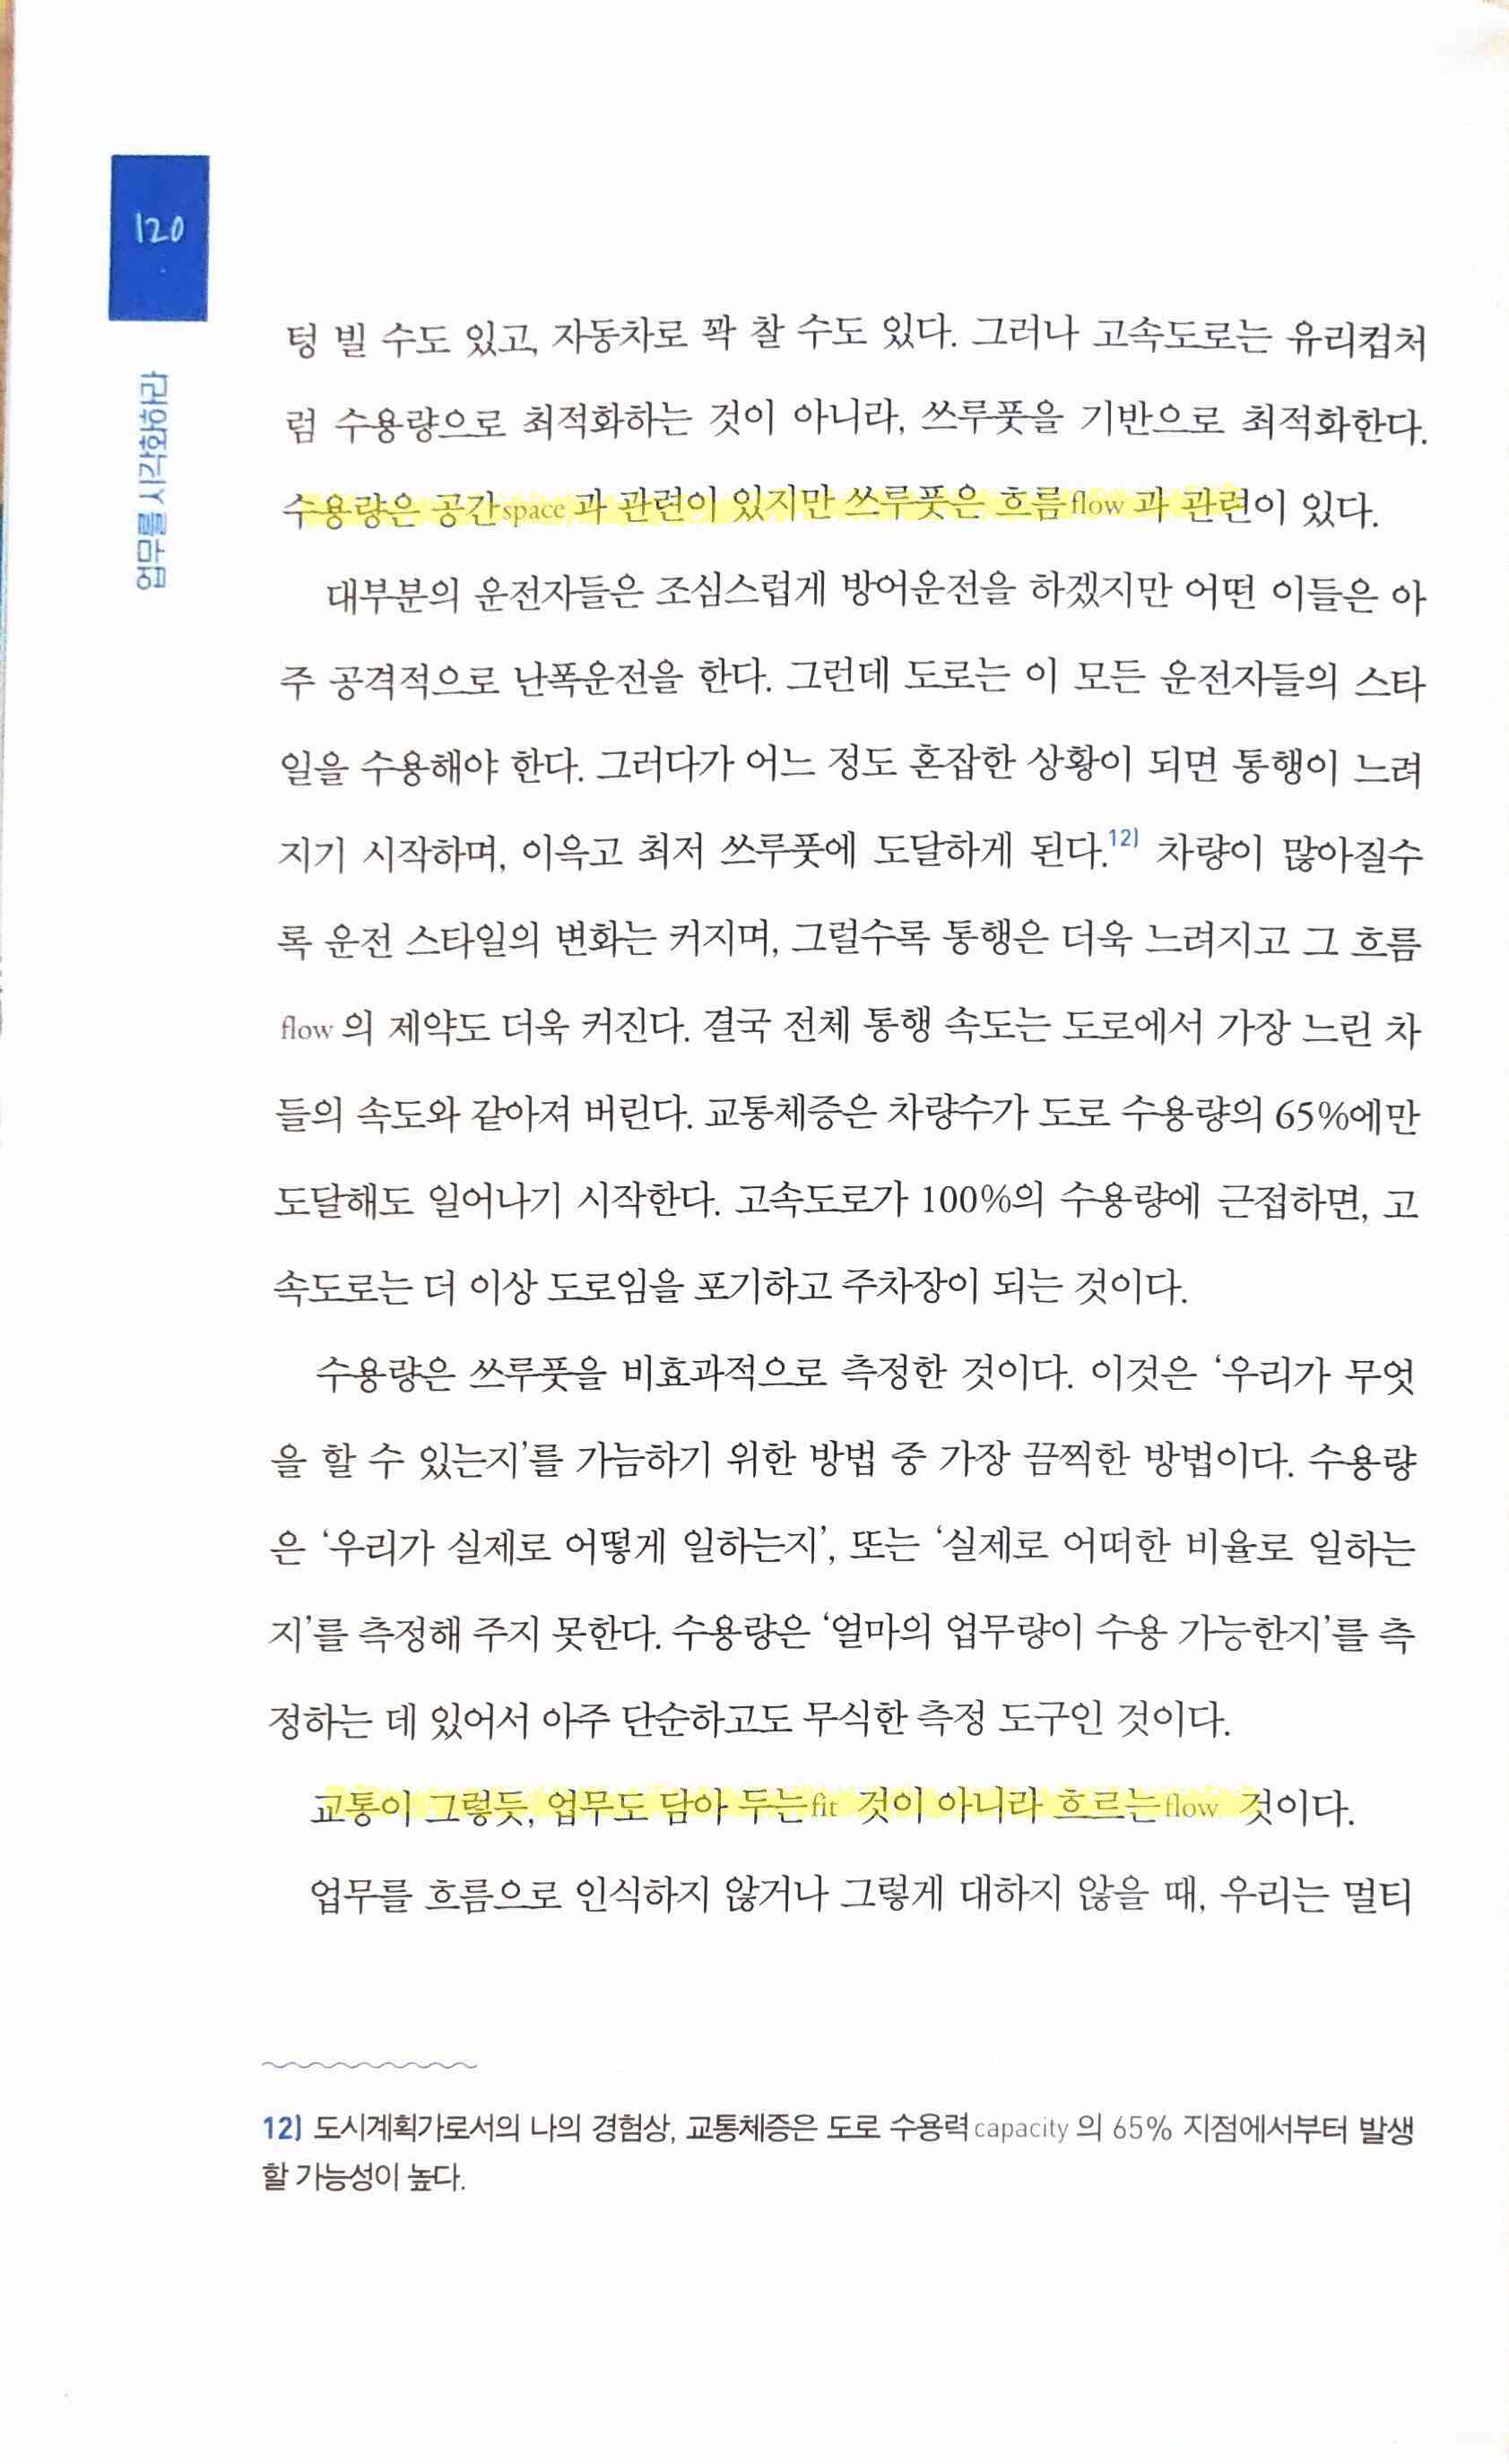 120
업무를 시각화하라
텅 빌 수도 있고, 자동차로 꽉 찰 수도 있다. 그러나 고속도로는 유리컵처
럼 수용량으로 최적화하는 것이 아니라, 쓰루풋을 기반으로 최적화한다.
수용량은 공간space 과 관련이 있지만 쓰루풋은 흐름flow 과 관련이 있다.
대부분의 운전자들은 조심스럽게 방어운전을 하겠지만 어떤 이들은 아
주 공격적으로 난폭운전을 한다. 그런데 도로는 이 모든 운전자들의 스타
일을 수용해야 한다. 그러다가 어느 정도 혼잡한 상황이 되면 통행이 느려
지기 시작하며, 이윽고 최저 쓰루풋에 도달하게 된다.12) 차량이 많아질수
록 운전 스타일의 변화는 커지며, 그럴수록 통행은 더욱 느려지고 그 흐름
flow 의 제약도 더욱 커진다. 결국 전체 통행 속도는 도로에서 가장 느린 차
들의 속도와 같아져 버린다. 교통체증은 차량수가 도로 수용량의 65%에만
도달해도 일어나기 시작한다. 고속도로가 100%의 수용량에 근접하면, 고
속도로는 더 이상 도로임을 포기하고 주차장이 되는 것이다.
수용량은 쓰루풋을 비효과적으로 측정한 것이다. 이것은 ‘우리가 무엇
을 할 수 있는지’를 가늠하기 위한 방법 중 가장 끔찍한 방법이다. 수용량
은 ‘우리가 실제로 어떻게 일하는지’, 또는 ‘실제로 어떠한 비율로 일하는
지’를 측정해 주지 못한다. 수용량은 ‘얼마의 업무량이 수용 가능한지’를 측
정하는 데 있어서 아주 단순하고도 무식한 측정 도구인 것이다.
교통이 그렇듯, 업무도 담아 두는fit 것이 아니라 흐르는flow 것이다.
업무를 흐름으로 인식하지 않거나 그렇게 대하지 않을 때, 우리는 멀티
12) 도시계획가로서의 나의 경험상, 교통체증은 도로 수용력capacity 의 65% 지점에서부터 발생
할 가능성이 높다.